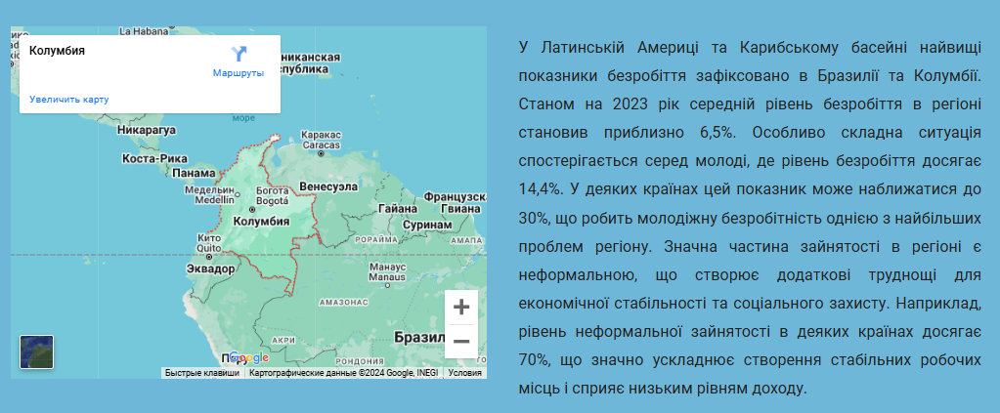 La Habana
Колумбия
Маршруты
Увеличить карту
никанская
спублика
море
Никарагуа
Коста-Рика
Панама
Каракас
Caracas
Медельин
Medellín
Богота
Bogotá
Венесуэла
Колумбия
Гайана
Французск
Гвиана
Суринам
РОРАЙМА
АМАПА
Кито
Quito
Эквадор
Манаус
Manaus
АМАЗОНАС
АКРИ
Бразил
РОНДОНИЯ
Google
Быстрые клавиши
Картографические данные ©2024 Google, INEGI
Условия
У Латинській Америці та Карибському басейні найвищі
показники безробіття зафіксовано в Бразилії та Колумбії.
Станом на 2023 рік середній рівень безробіття в регіоні
становив приблизно 6,5%. Особливо складна ситуація
спостерігається серед молоді, де рівень безробіття досягає
14,4%. У деяких країнах цей показник може наближатися до
30%, що робить молодіжну безробітність однією з найбільших
проблем регіону. Значна частина зайнятості в регіоні є
неформальною, що створює додаткові труднощі для
економічної стабільності та соціального захисту. Наприклад,
рівень неформальної зайнятості в деяких країнах досягає
70%, що значно ускладнює створення стабільних робочих
місць і сприяє низьким рівням доходу.